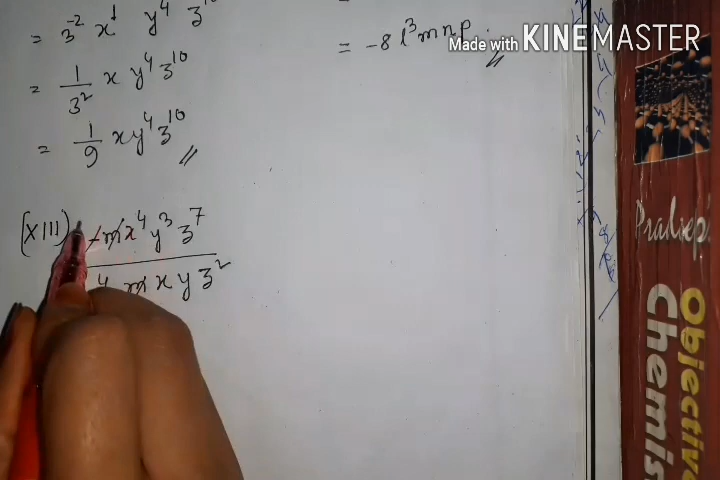 = 3⁻² x¹ y⁴ z¹⁰
= 1/3² x y⁴ z¹⁰
= 1/9 x y⁴ z¹⁰ //
= -8 l³ m n p //
Made with KINEMASTER
(XIII) -m x⁴ y³ z⁷
4 m x y z²
Pradeep
Objective
Chemis